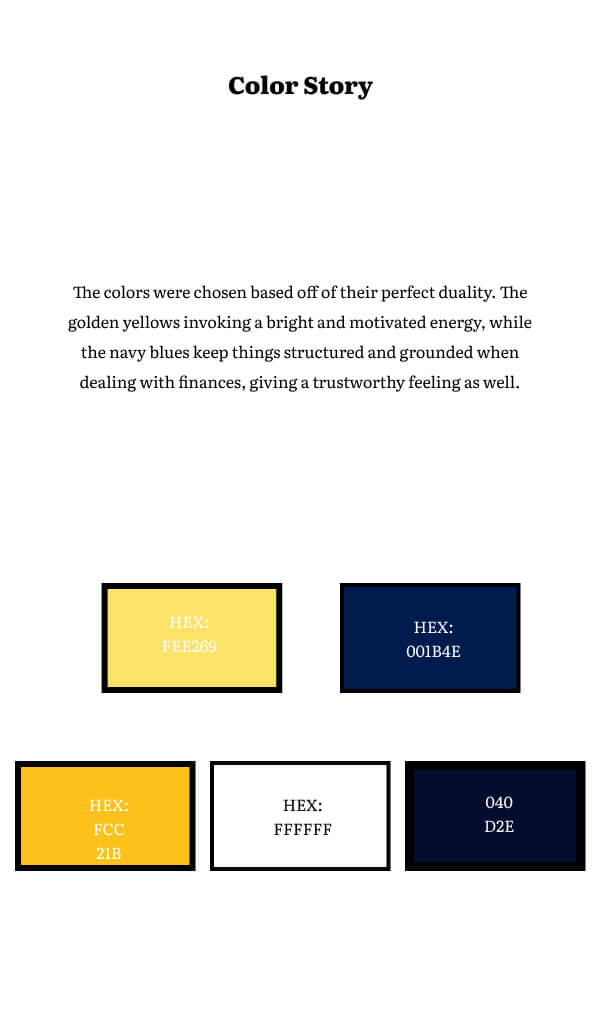 Color Story
The colors were chosen based off of their perfect duality. The
golden yellows invoking a bright and motivated energy, while
the navy blues keep things structured and grounded when
dealing with finances, giving a trustworthy feeling as well.
HEX:
FEE269
HEX:
001B4E
HEX:
FCC
21B
HEX:
FFFFFF
040
D2E